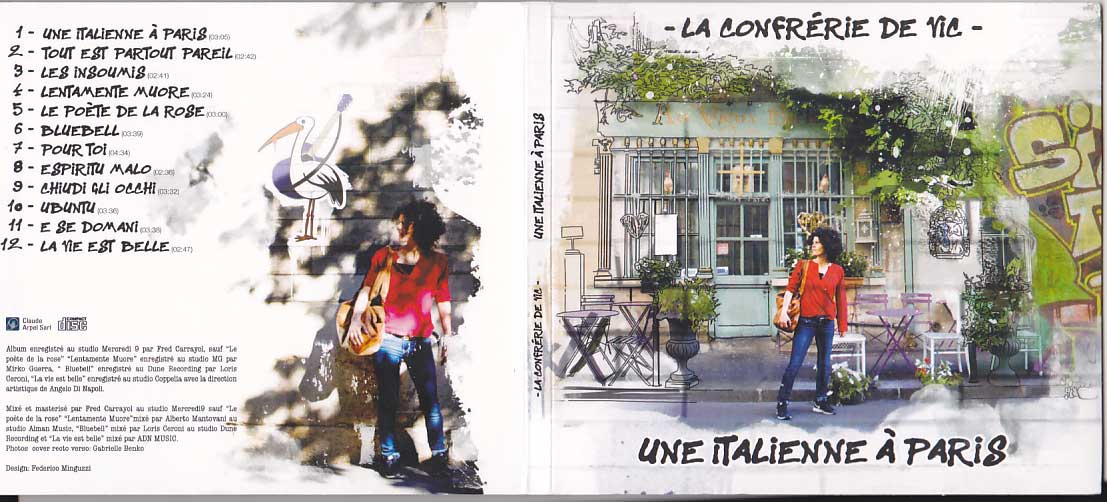 1 - UNE ITALIENNE À PARIS (03:05)
2 - TOUT EST PARTOUT PAREIL (02:42)
3 - LES INSOUMIS (02:41)
4 - LENTAMENTE MUORE (03:24)
5 - LE POÈTE DE LA ROSE (03:00)
6 - BLUEBELL (03:39)
7 - POUR TOI (04:34)
8 - ESPIRITU MALO (02:36)
9 - CHIUDI GLI OCCHI (03:32)
10 - UBUNTU (03:36)
11 - E SE DOMANI (03:38)
12 - LA VIE EST BELLE (02:47)
Claude
Arpei Sarl
COMPACT
disc
Album enregistré au studio Mercredi 9 par Fred Carrayol, sauf "Le
poète de la rose" "Lentamente Muore" enregistré au studio MG par
Mirko Guerra, " Bluebell" enregistré au Dune Recording par Loris
Ceroni, "La vie est belle" enregistré au studio Coppelia avec la direction
artistique de Angelo Di Napoli.
Mixé et masterisé par Fred Carrayol au studio Mercredi9 sauf "Le
poète de la rose" "Lentamente Muore"mixé par Alberto Mantovani au
studio Aiman Music, "Bluebell" mixé par Loris Ceroni au studio Dune
Recording et "La vie est belle" mixé par ADN MUSIC.
Photos cover recto verso: Gabrielle Benko
Design: Federico Minguzzi
- LA CONFRÉRIE DE VIC -
UNE ITALIENNE À PARIS
- LA CONFRÉRIE DE VIC -
UNE ITALIENNE À PARIS